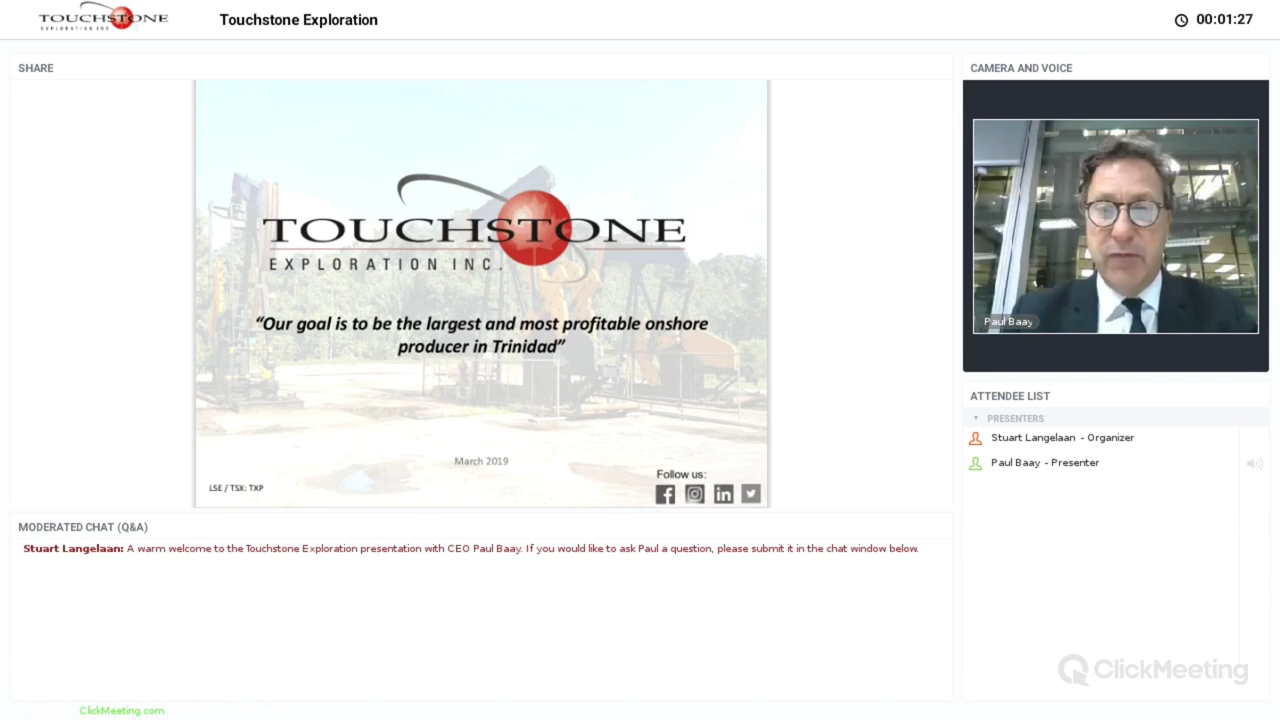 TOUCHSTONE
EXPLORATION INC.
Touchstone Exploration
00:01:27
SHARE
TOUCHSTONE
EXPLORATION INC.
“Our goal is to be the largest and most profitable onshore
producer in Trinidad”
March 2019
LSE / TSX: TXP
Follow us:
CAMERA AND VOICE
Paul Baay
ATTENDEE LIST
PRESENTERS
Stuart Langelaan - Organizer
Paul Baay - Presenter
MODERATED CHAT (Q&A)
Stuart Langelaan: A warm welcome to the Touchstone Exploration presentation with CEO Paul Baay. If you would like to ask Paul a question, please submit it in the chat window below.
ClickMeeting
ClickMeeting.com